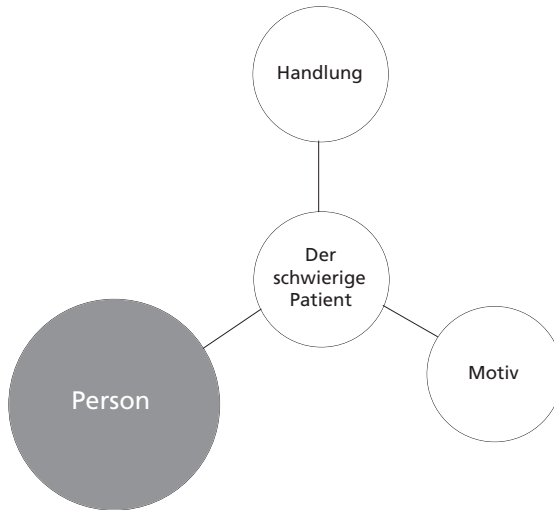 Handlung
Der
schwierige
Patient
Motiv
Person